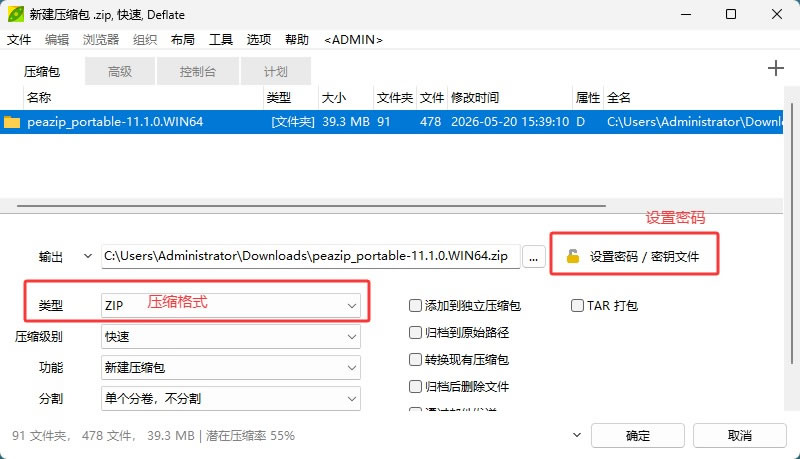 新建压缩包 .zip, 快速, Deflate
文件 编辑 浏览器 组织 布局 工具 选项 帮助 <ADMIN>
压缩包 高级 控制台 计划
名称 类型 大小 文件夹 文件 修改时间 属性 全名
peazip_portable-11.1.0.WIN64 [文件夹] 39.3 MB 91 478 2026-05-20 15:39:10 D C:\Users\Administrator\Downl
设置密码
输出 C:\Users\Administrator\Downloads\peazip_portable-11.1.0.WIN64.zip ... 设置密码 / 密钥文件
类型 ZIP 压缩格式 添加到独立压缩包 TAR 打包
归档到原始路径
压缩级别 快速
转换现有压缩包
功能 新建压缩包
归档后删除文件
分割 单个分卷，不分割
91 文件夹， 478 文件， 39.3 MB | 潜在压缩率 55% 确定 取消